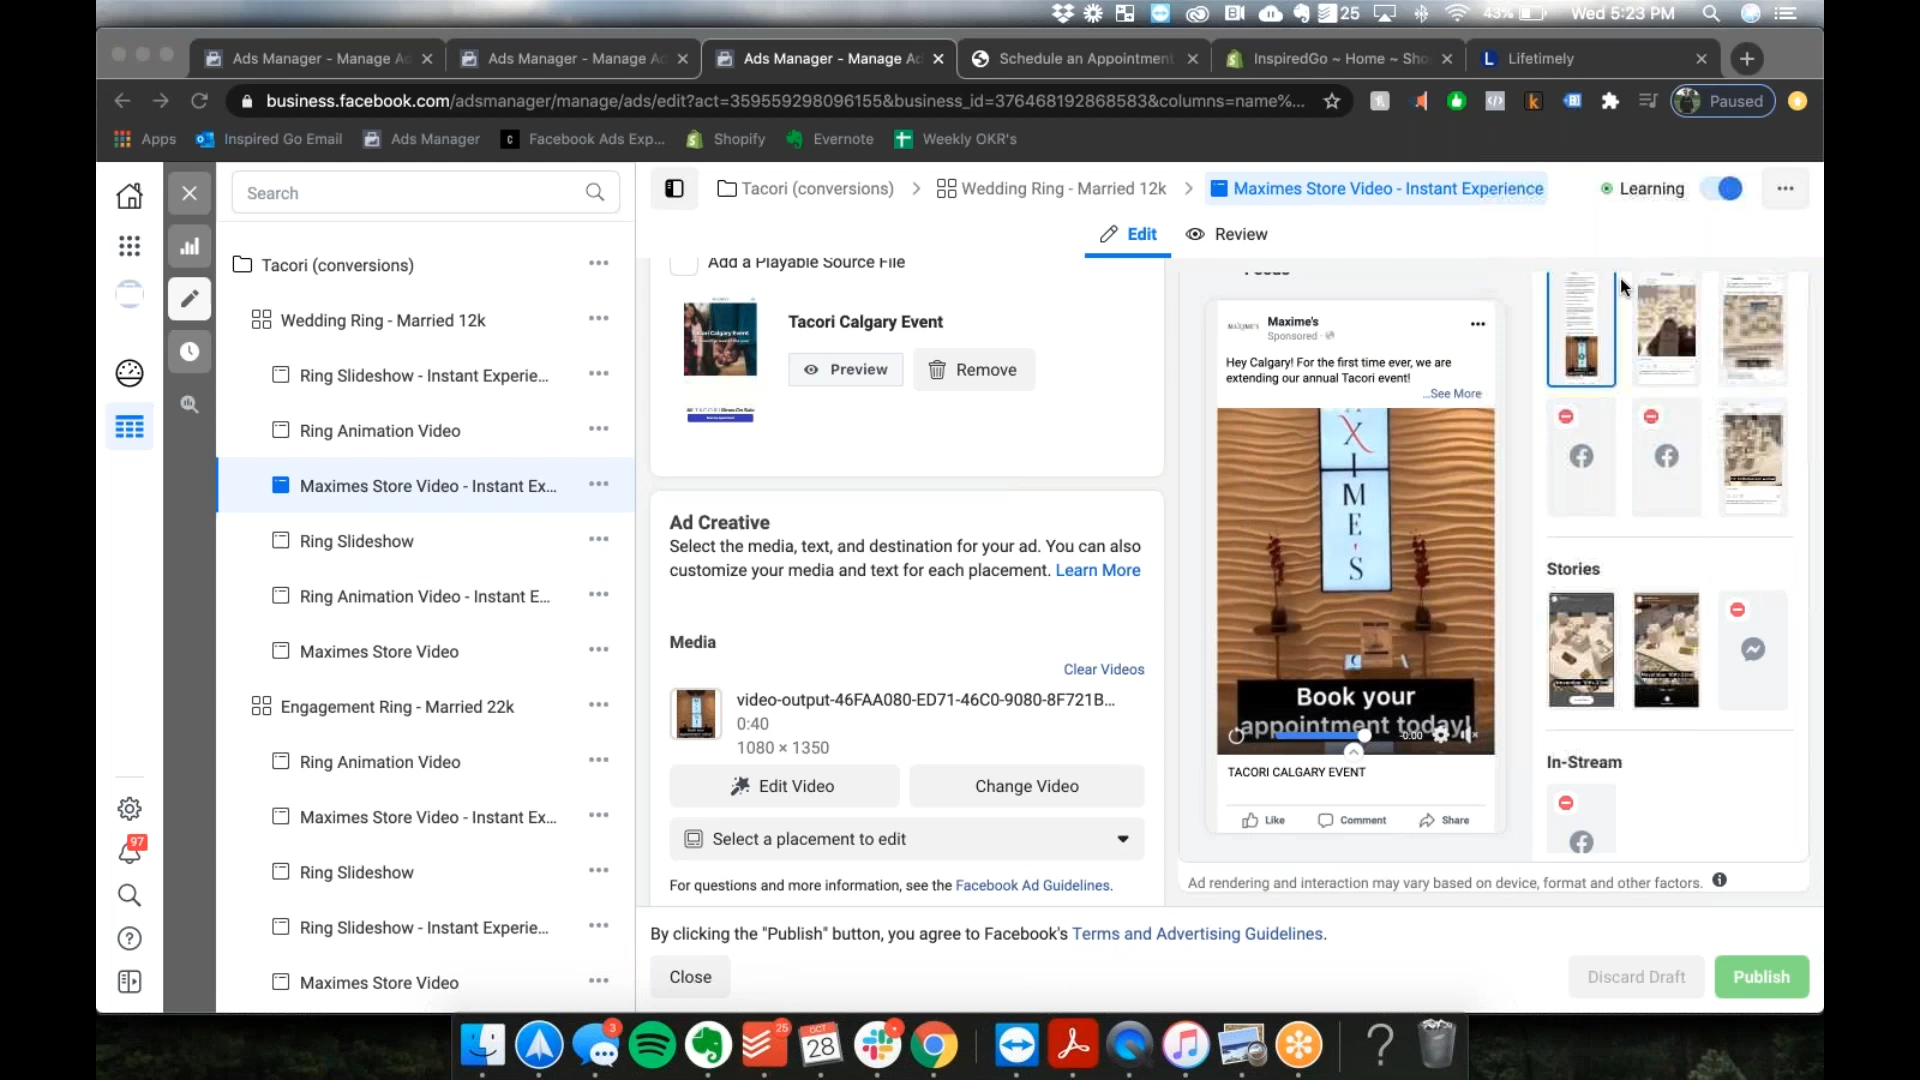 25
43%
Wed 5:23 PM
Ads Manager - Manage Ad
Ads Manager - Manage Ad
Ads Manager - Manage Ad
Schedule an Appointment
InspiredGo ~ Home ~ Sho
Lifetimely
business.facebook.com/adsmanager/manage/ads/edit?act=359559298096155&business_id=376468192868583&columns=name%...
Paused
Apps
Inspired Go Email
Ads Manager
Facebook Ads Exp...
Shopify
Evernote
Weekly OKR's
Search
Tacori (conversions)
Wedding Ring - Married 12k
Maximes Store Video - Instant Experience
Learning
Edit
Review
Tacori (conversions)
Wedding Ring - Married 12k
Ring Slideshow - Instant Experie...
Ring Animation Video
Maximes Store Video - Instant Ex...
Ring Slideshow
Ring Animation Video - Instant E...
Maximes Store Video
Engagement Ring - Married 22k
Ring Animation Video
Maximes Store Video - Instant Ex...
Ring Slideshow
Ring Slideshow - Instant Experie...
Maximes Store Video
97
Add a Playable Source File
Tacori Calgary Event
Preview
Remove
Ad Creative
Select the media, text, and destination for your ad. You can also
customize your media and text for each placement. Learn More
Media
Clear Videos
video-output-46FAA080-ED71-46C0-9080-8F721B...
0:40
1080 × 1350
Edit Video
Change Video
Select a placement to edit
For questions and more information, see the Facebook Ad Guidelines.
Feeds
MAXIME'S
Maxime's
Sponsored ·
Hey Calgary! For the first time ever, we are
extending our annual Tacori event!
...See More
X
I
M
E
'
S
Book your
appointment today!
-0:00
TACORI CALGARY EVENT
Like
Comment
Share
Stories
In-Stream
Ad rendering and interaction may vary based on device, format and other factors.
By clicking the "Publish" button, you agree to Facebook's Terms and Advertising Guidelines.
Close
Discard Draft
Publish
3
25
OCT
28